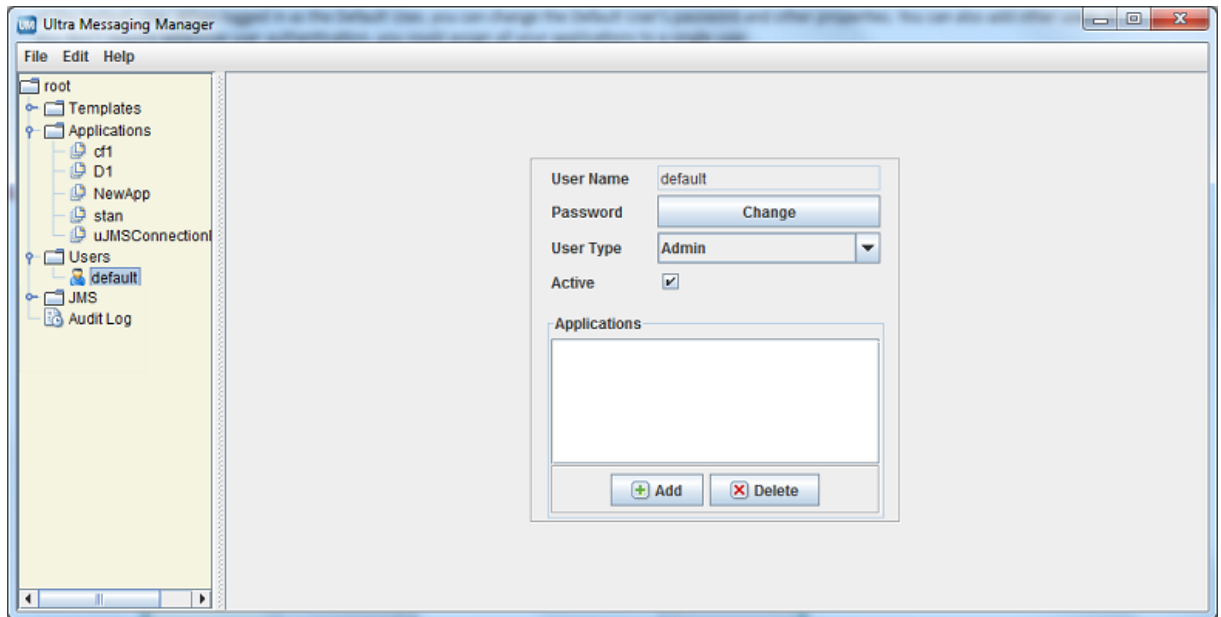 UM Ultra Messaging Manager
File Edit Help
root
Templates
Applications
cf1
D1
NewApp
stan
uJMSConnection
Users
default
JMS
Audit Log
User Name default
Password Change
User Type Admin
Active
Applications
Add Delete